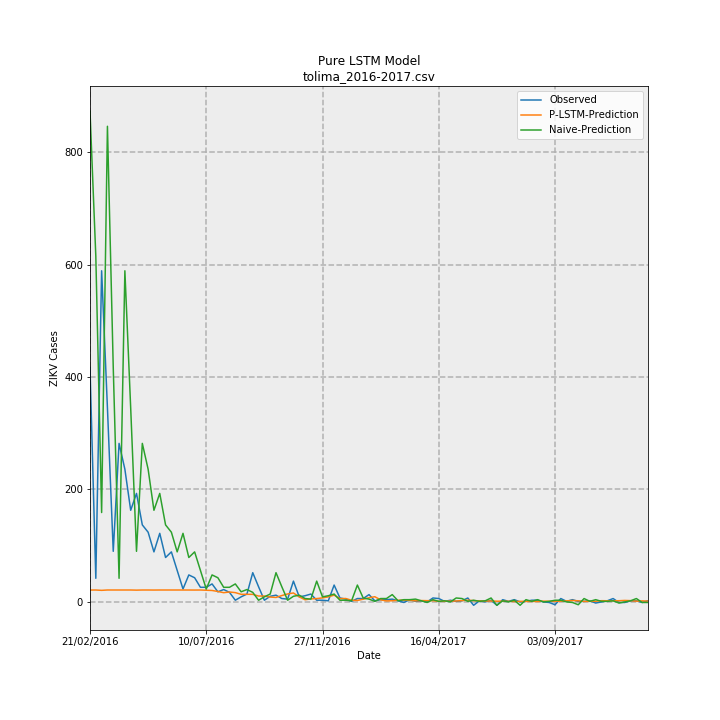 Pure LSTM Model
tolima_2016-2017.csv
Observed
P-LSTM-Prediction
Naive-Prediction
ZIKV Cases
800
600
400
200
0
21/02/2016 10/07/2016 27/11/2016 16/04/2017 03/09/2017
Date